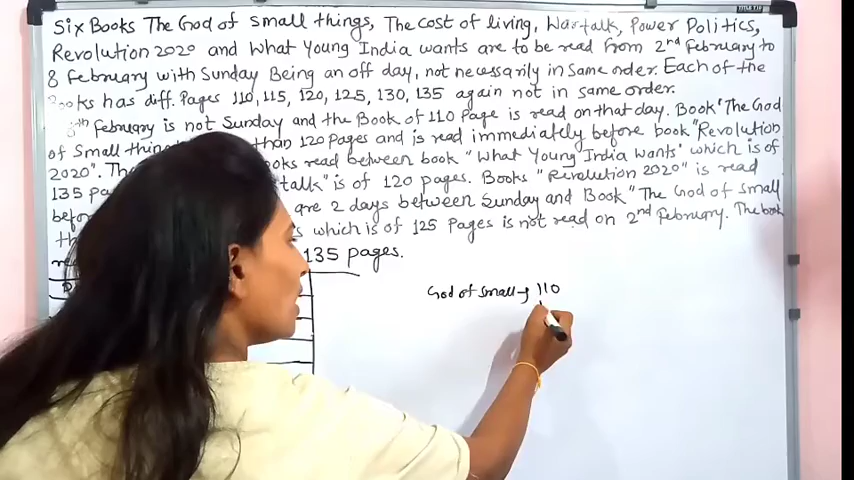 Six Books The God of small things, The cost of living, War talk, Power Politics,
Revolution 2020 and What Young India wants are to be read from 2nd February to
8 February with Sunday Being an off day, not necessarily in Same order. Each of the
Books has diff. Pages 110, 115, 120, 125, 130, 135 again not in same order.
February is not Sunday and the Book of 110 Page is read on that day. Book "The God
of Small than 120 Pages and is read immediately before book "Revolution
2020". The books read between book "What Young India wants" which is of
135 talk" is of 120 pages. Books "Revolution 2020" is read
are 2 days between Sunday and Book "The God of small
which is of 125 Pages is not read on 2nd February. The book
135 pages.
God of small → 110